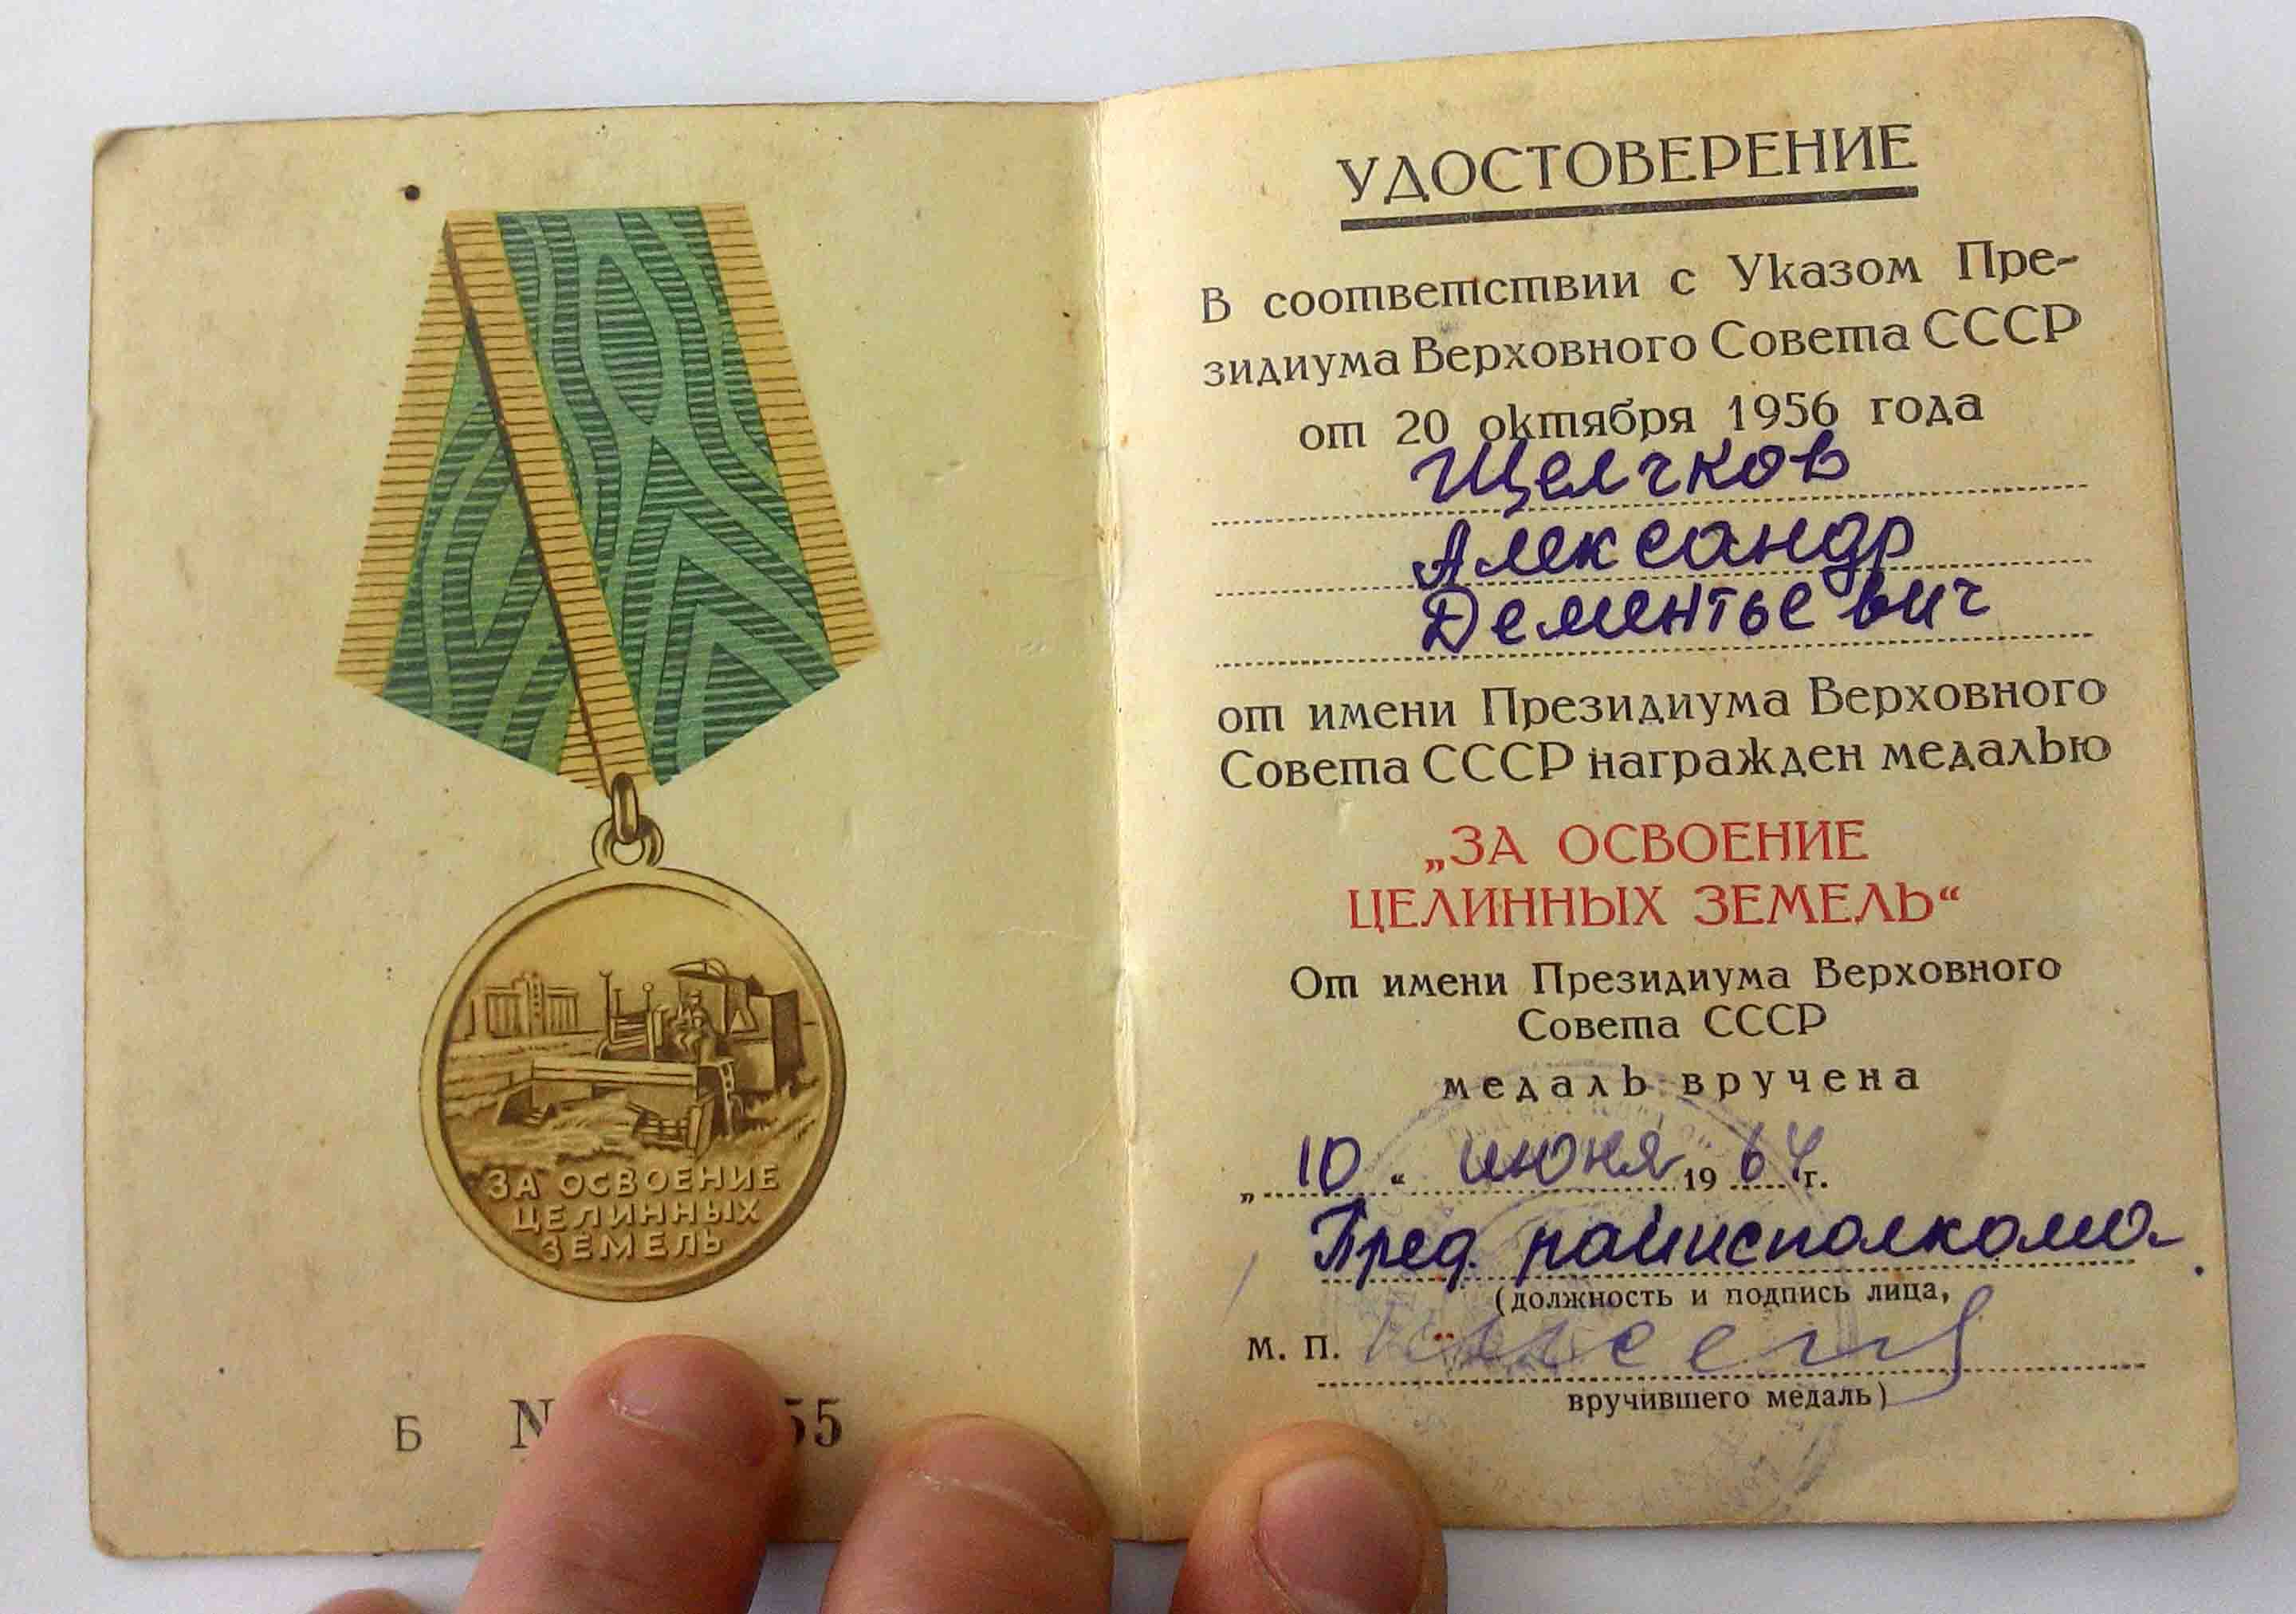 ЗА ОСВОЕНИЕ
ЦЕЛИННЫХ
ЗЕМЕЛЬ
Б
55
УДОСТОВЕРЕНИЕ
В соответствии с Указом Пре-
зидиума Верховного Совета СССР
от 20 октября 1956 года
Щелчков
Александр
Дементьевич
от имени Президиума Верховного
Совета СССР награжден медалью
„ЗА ОСВОЕНИЕ
ЦЕЛИННЫХ ЗЕМЕЛЬ“
От имени Президиума Верховного
Совета СССР
медаль вручена
„10“ июня 1964г.
Пред. райисполкома
(должность и подпись лица,
М. П.
вручившего медаль)